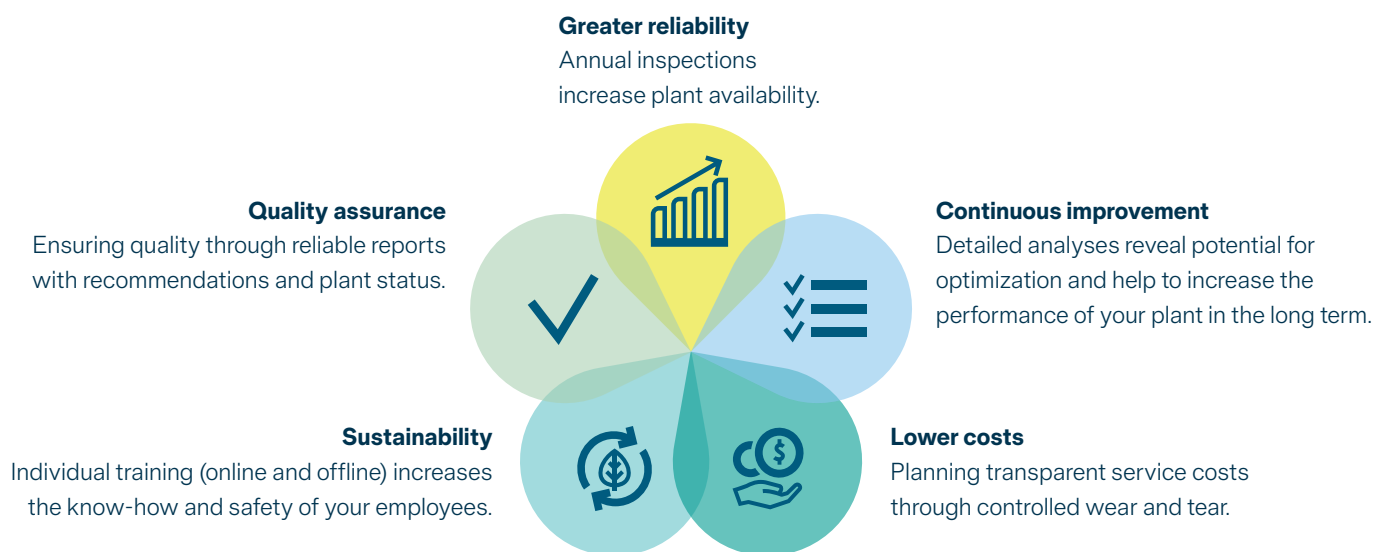 Greater reliability
Annual inspections
increase plant availability.
Quality assurance
Ensuring quality through reliable reports
with recommendations and plant status.
Continuous improvement
Detailed analyses reveal potential for
optimization and help to increase the
performance of your plant in the long term.
Sustainability
Individual training (online and offline) increases
the know-how and safety of your employees.
$
Lower costs
Planning transparent service costs
through controlled wear and tear.